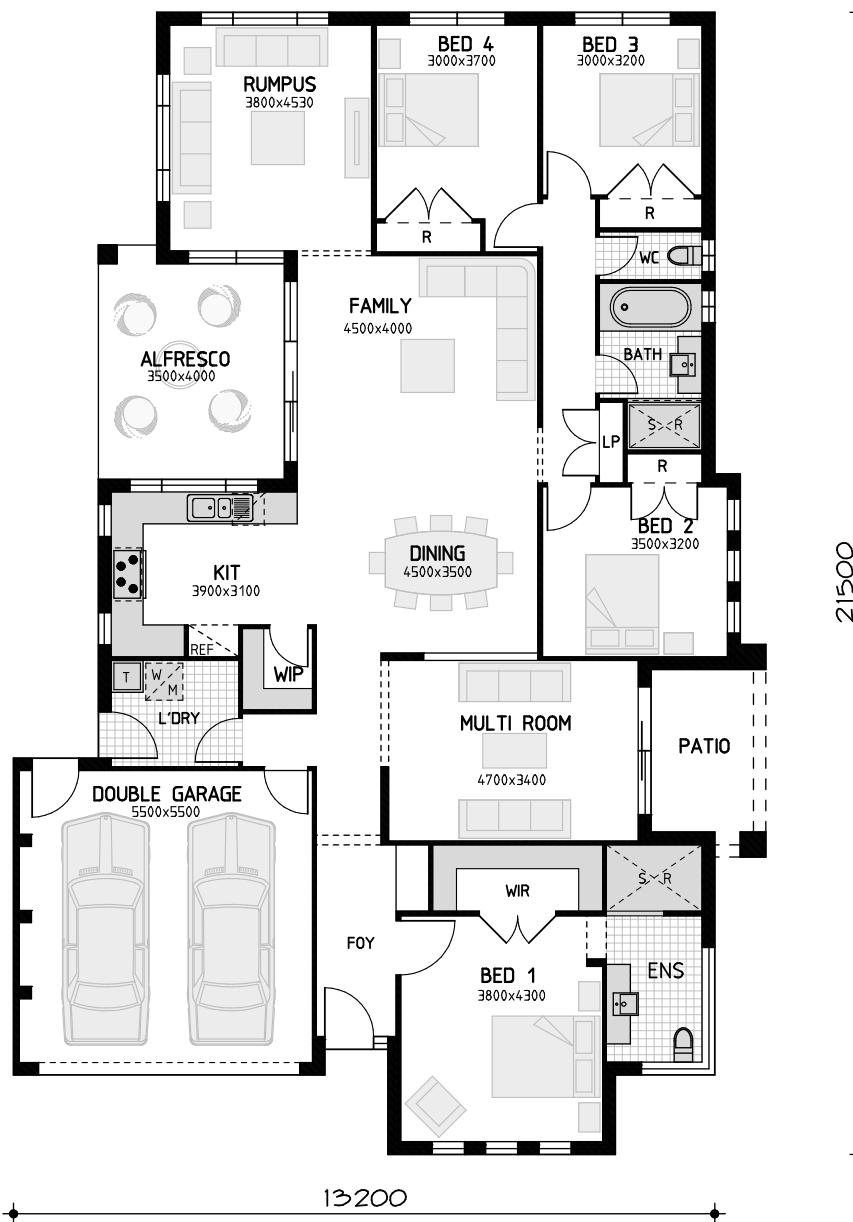 BED 4
3000x3700
BED 3
3000x3200
RUMPUS
3800x4530
R
R
WC
FAMILY
4500x4000
ALFRESCO
3500x4000
BATH
S R
LP
R
BED 2
3500x3200
DINING
4500x3500
KIT
3900x3100
21500
REF
WIP
T
W
M
L'DRY
MULTI ROOM
4700x3400
PATIO
DOUBLE GARAGE
5500x5500
S R
WIR
FOY
BED 1
3800x4300
ENS
13200